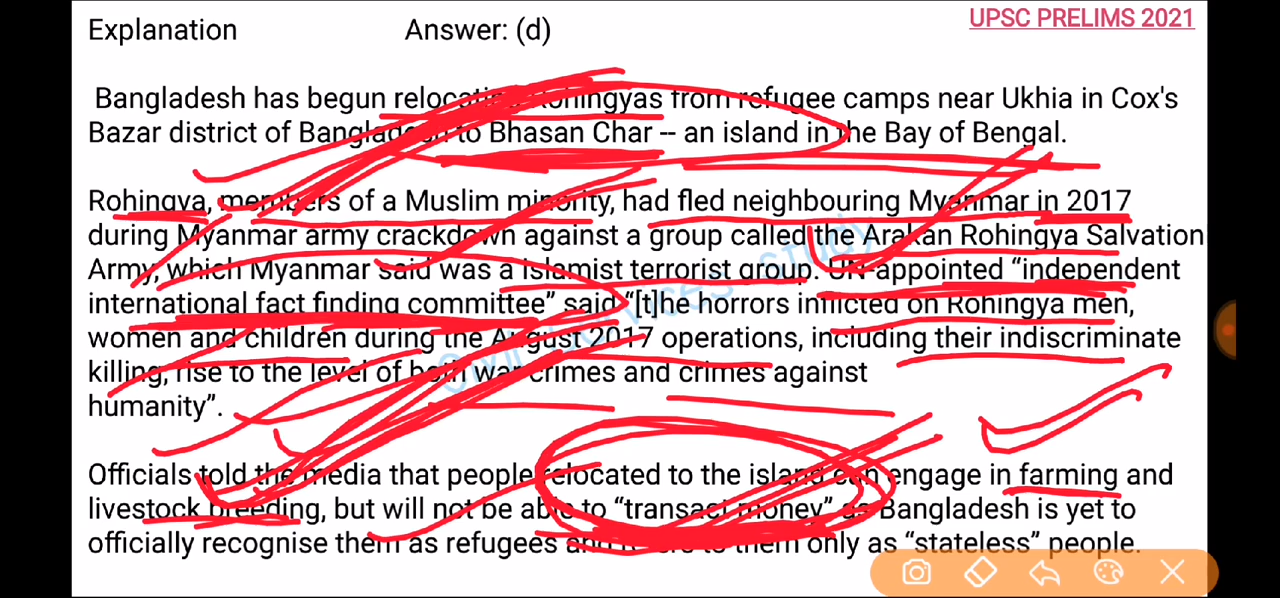 UPSC PRELIMS 2021
Explanation Answer: (d)
Bangladesh has begun relocating Rohingyas from refugee camps near Ukhia in Cox's
Bazar district of Bangladesh to Bhasan Char -- an island in the Bay of Bengal.
Rohingya, members of a Muslim minority, had fled neighbouring Myanmar in 2017
during Myanmar army crackdown against a group called the Arakan Rohingya Salvation
Army, which Myanmar said was a Islamist terrorist group. UN-appointed “independent
international fact finding committee” said “[t]he horrors inflicted on Rohingya men,
women and children during the August 2017 operations, including their indiscriminate
killing, rise to the level of both war crimes and crimes against
humanity”.
Officials told the media that people relocated to the island can engage in farming and
livestock breeding, but will not be able to “transact money” as Bangladesh is yet to
officially recognise them as refugees and refers to them only as “stateless” people.
Study